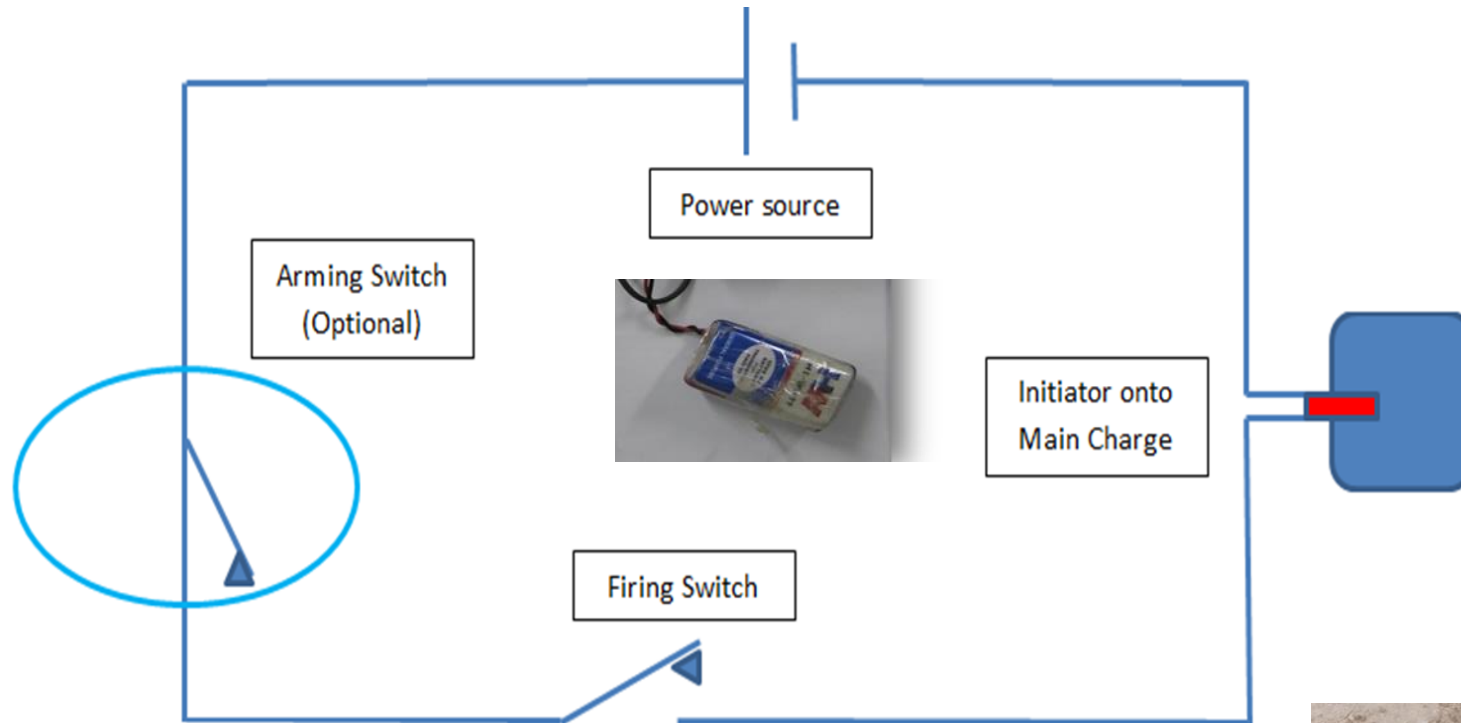 Power source
Arming Switch
(Optional)
Initiator onto
Main Charge
Firing Switch